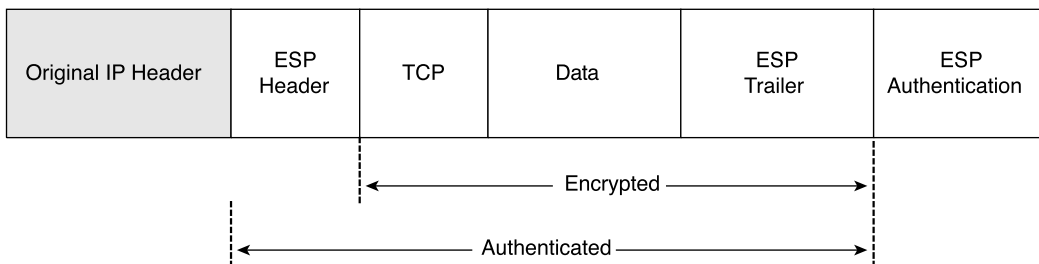 Original IP Header
ESP
Header
TCP
Data
ESP
Trailer
ESP
Authentication
Encrypted
Authenticated